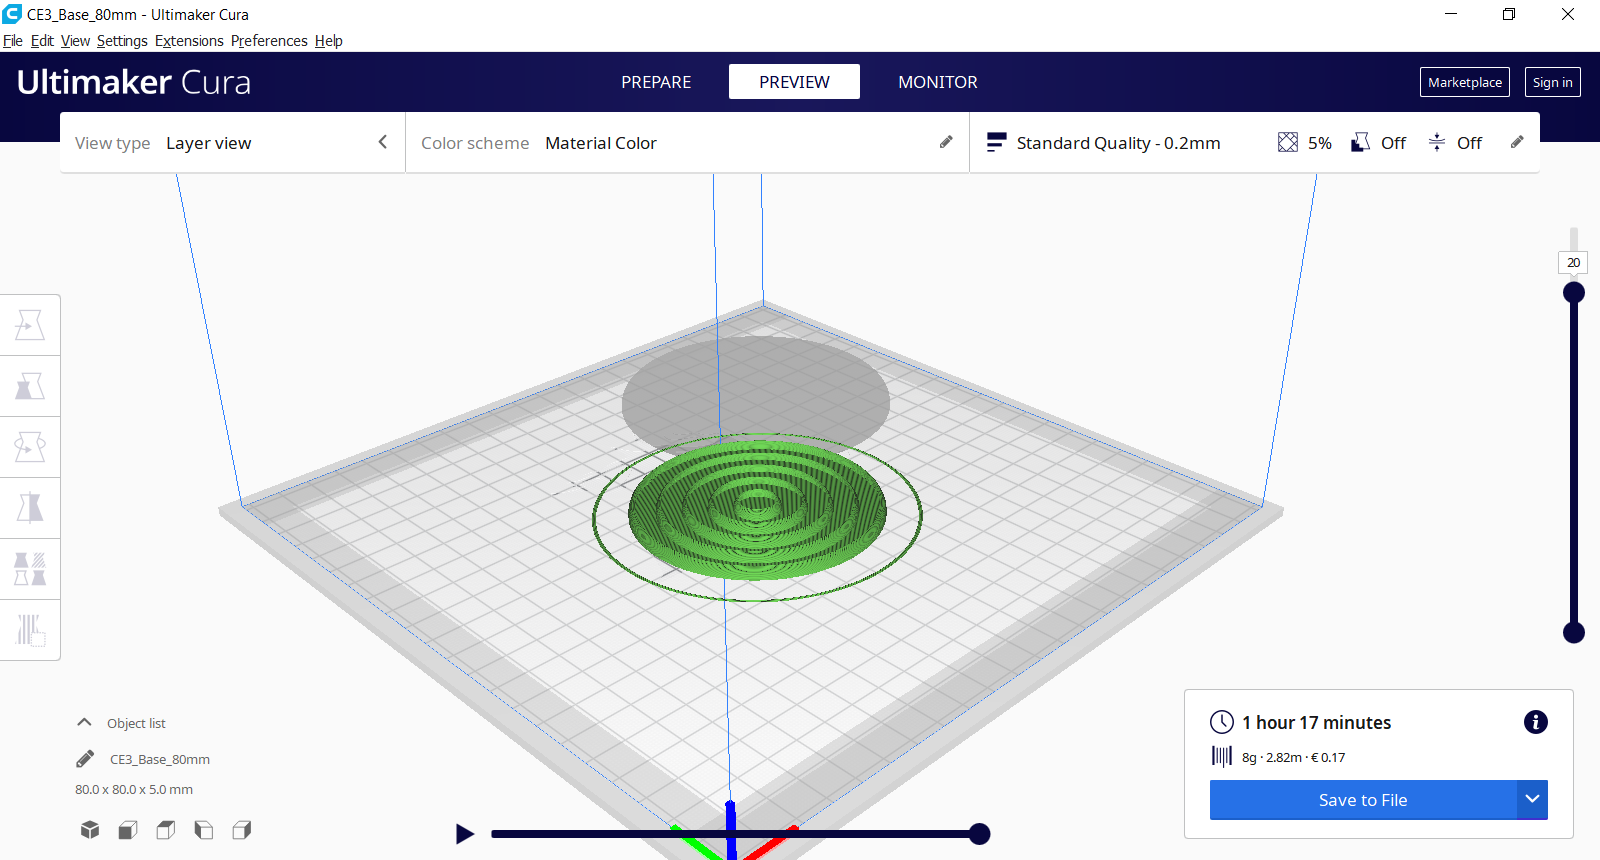 CE3_Base_80mm - Ultimaker Cura
File Edit View Settings Extensions Preferences Help
Ultimaker Cura
PREPARE
PREVIEW
MONITOR
Marketplace
Sign in
View type Layer view
Color scheme Material Color
Standard Quality - 0.2mm
5%
Off
Off
20
Object list
CE3_Base_80mm
80.0 x 80.0 x 5.0 mm
1 hour 17 minutes
8g · 2.82m · € 0.17
Save to File